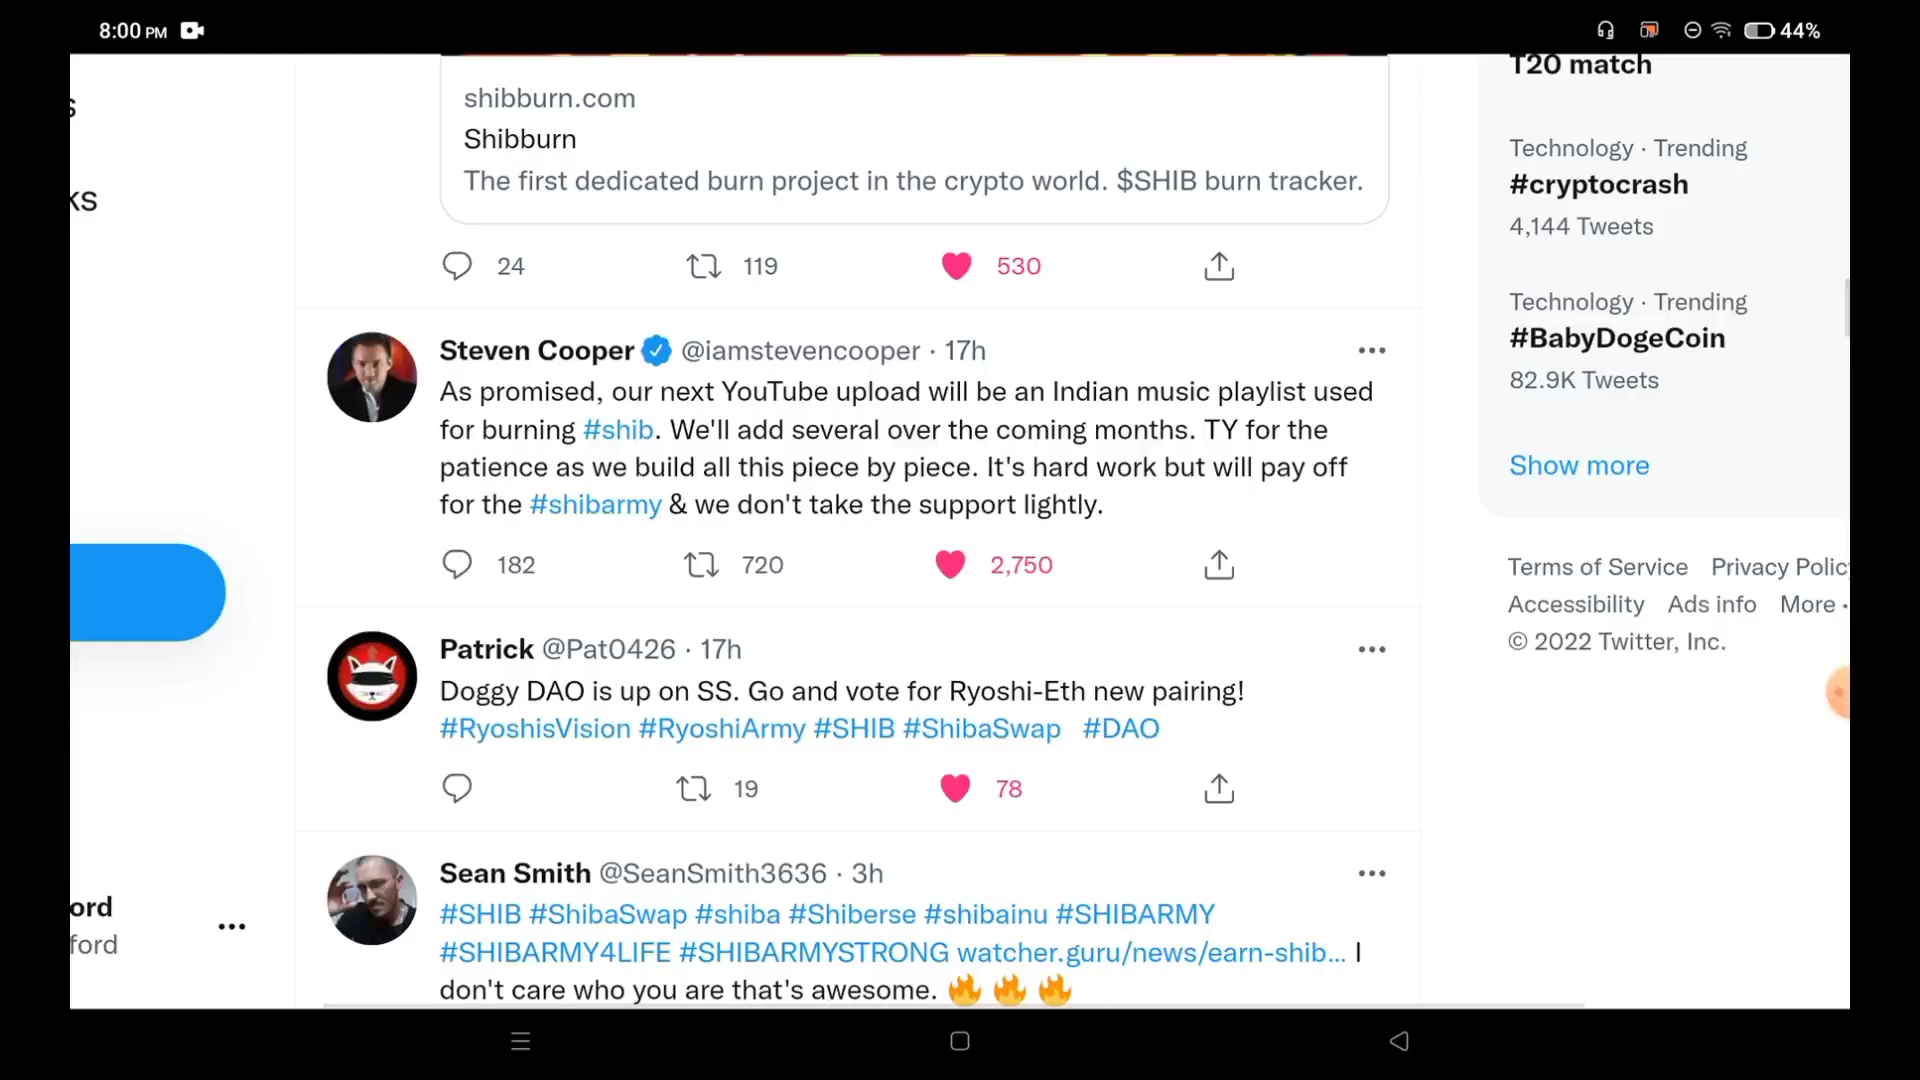 8:00 PM
44%
s
ks
ord
ford
shibburn.com
Shibburn
The first dedicated burn project in the crypto world. $SHIB burn tracker.
24 119 530
Steven Cooper @iamstevencooper · 17h
As promised, our next YouTube upload will be an Indian music playlist used
for burning #shib. We'll add several over the coming months. TY for the
patience as we build all this piece by piece. It's hard work but will pay off
for the #shibarmy & we don't take the support lightly.
182 720 2,750
Patrick @Pat0426 · 17h
Doggy DAO is up on SS. Go and vote for Ryoshi-Eth new pairing!
#RyoshisVision #RyoshiArmy #SHIB #ShibaSwap #DAO
19 78
Sean Smith @SeanSmith3636 · 3h
#SHIB #ShibaSwap #shiba #Shiberse #shibainu #SHIBARMY
#SHIBARMY4LIFE #SHIBARMYSTRONG watcher.guru/news/earn-shib... I
don't care who you are that's awesome. 🔥 🔥 🔥
T20 match
Technology · Trending
#cryptocrash
4,144 Tweets
Technology · Trending
#BabyDogeCoin
82.9K Tweets
Show more
Terms of Service Privacy Polic
Accessibility Ads info More ·
© 2022 Twitter, Inc.